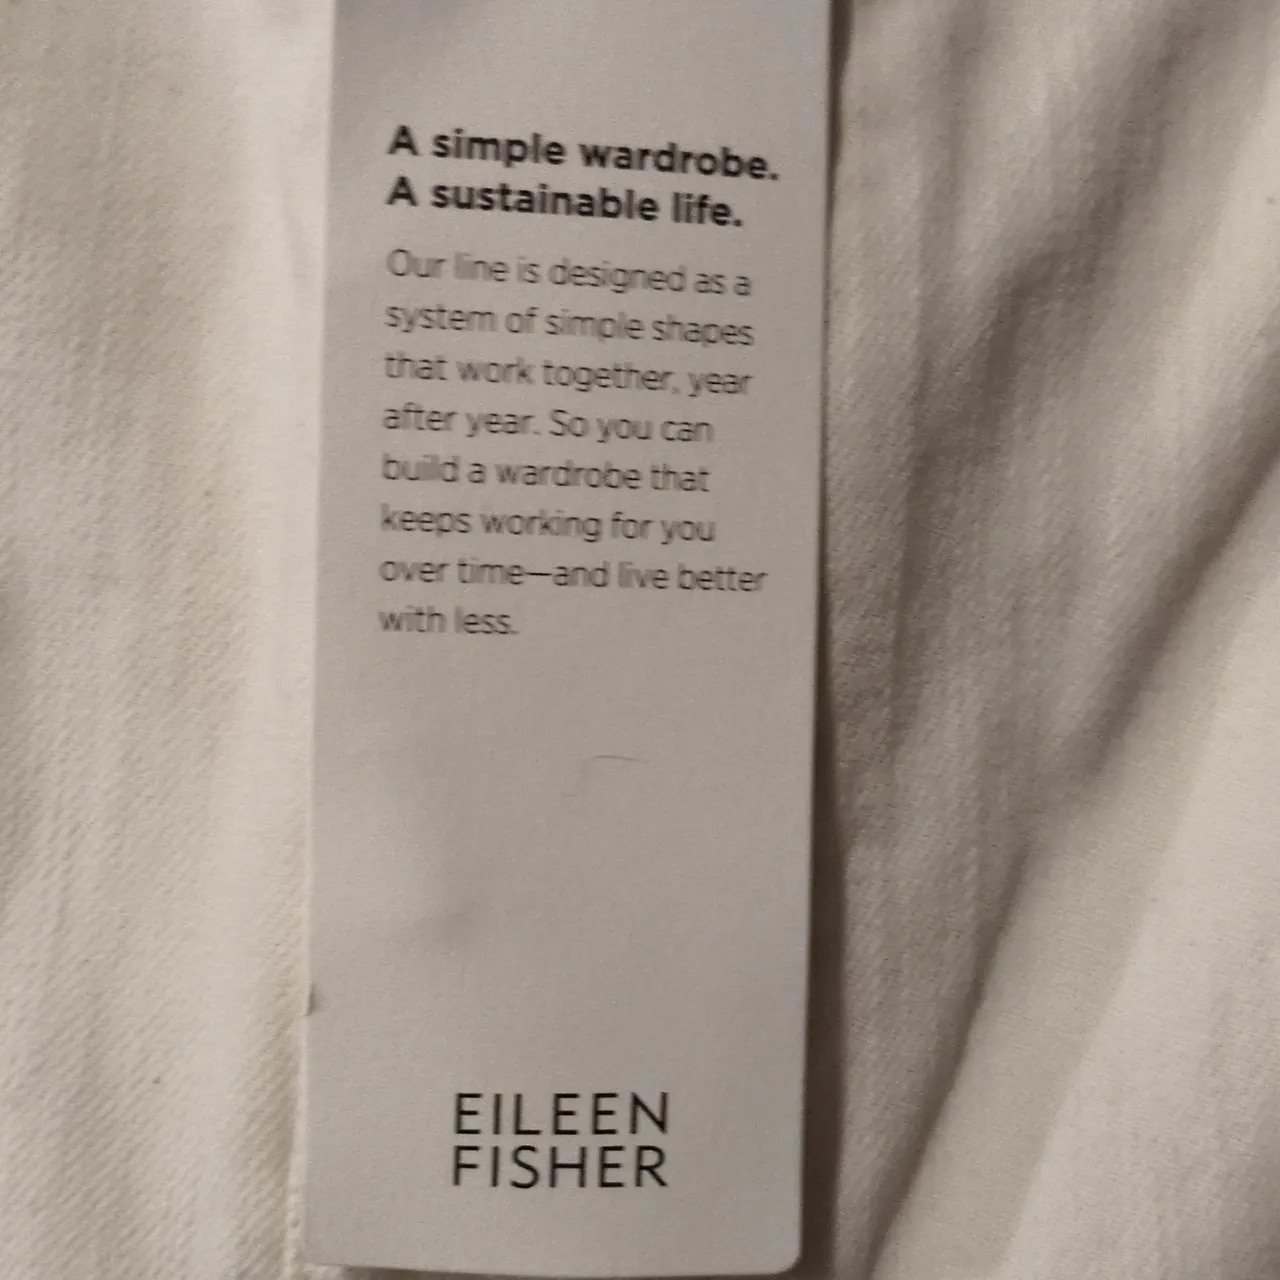 A simple wardrobe.
A sustainable life.
Our line is designed as a
system of simple shapes
that work together, year
after year. So you can
build a wardrobe that
keeps working for you
over time—and live better
with less.
EILEEN
FISHER